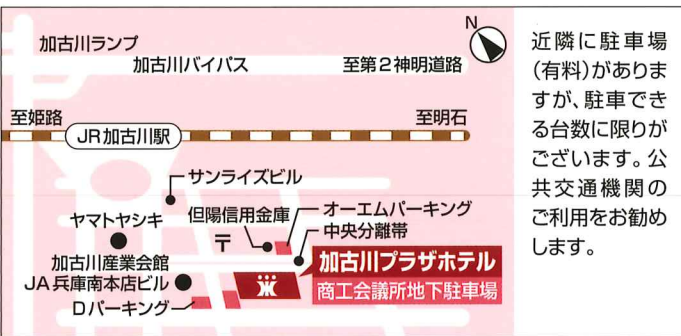 N
加古川ランプ
加古川バイパス
至第2神明道路
至姫路
至明石
JR加古川駅
サンライズビル
ヤマトヤシキ
但陽信用金庫
オーエムパーキング
〒
中央分離帯
加古川産業会館
JA兵庫南本店ビル
加古川プラザホテル
商工会議所地下駐車場
Dパーキング
近隣に駐車場
(有料)がありま
すが、駐車でき
る台数に限りが
ございます。公
共交通機関の
ご利用をお勧め
します。